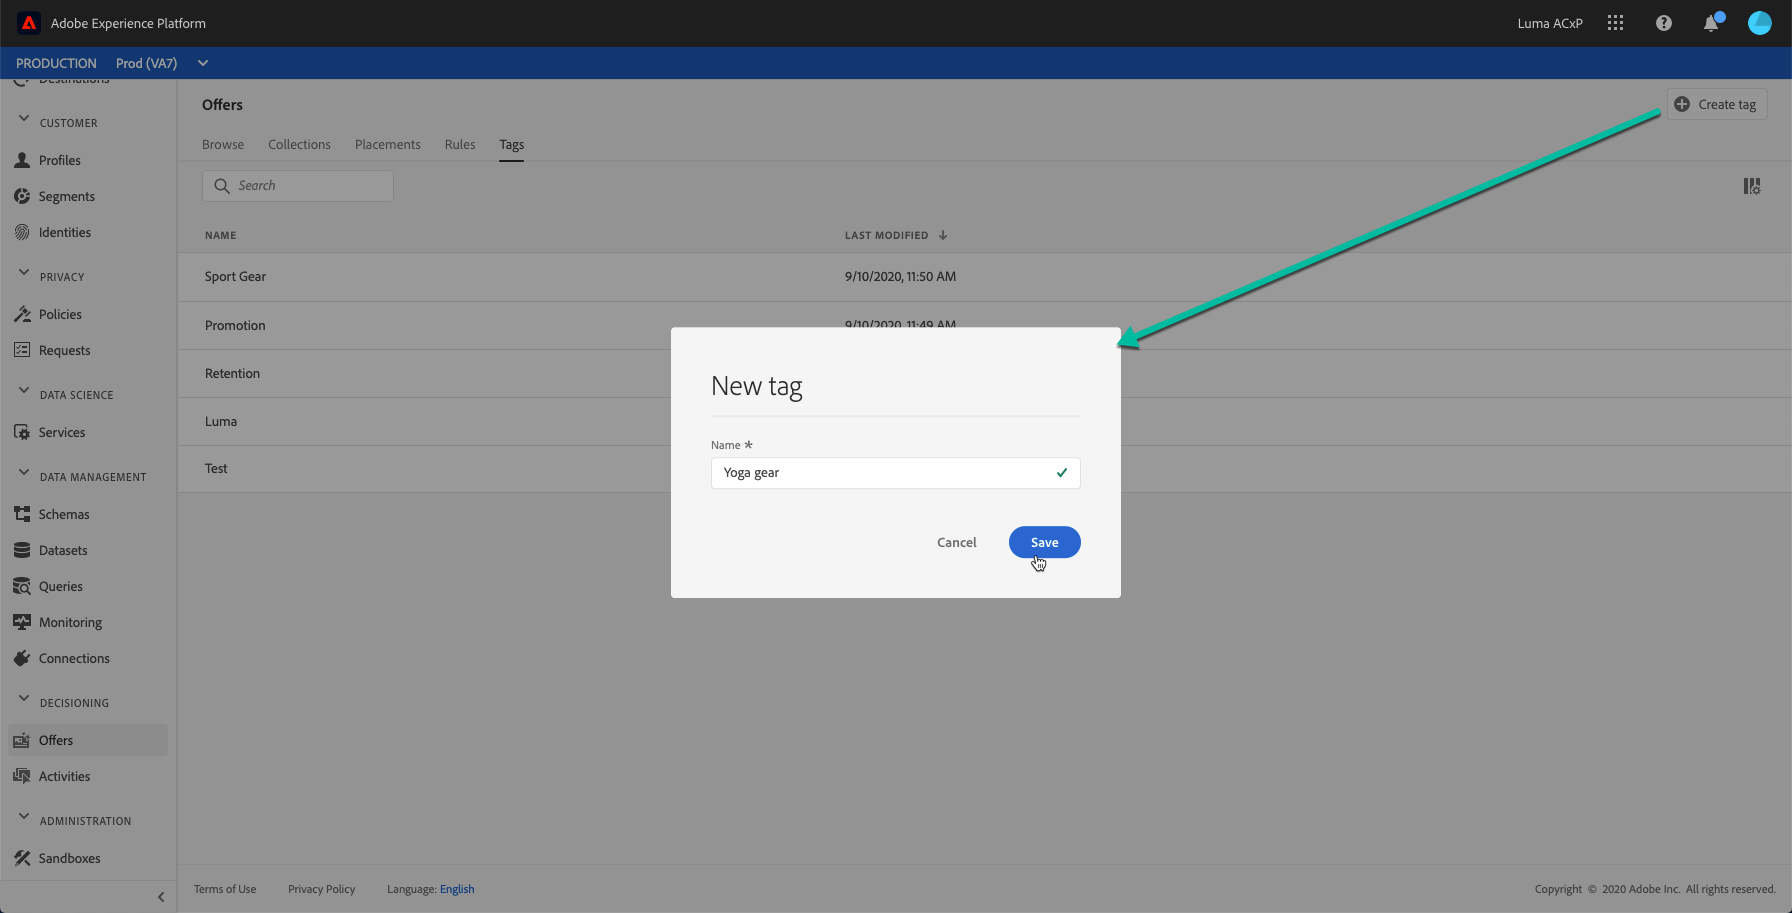 Adobe Experience Platform
Luma ACxP
PRODUCTION Prod (VA7)
Destinations
CUSTOMER
Profiles
Segments
Identities
PRIVACY
Policies
Requests
DATA SCIENCE
Services
DATA MANAGEMENT
Schemas
Datasets
Queries
Monitoring
Connections
DECISIONING
Offers
Activities
ADMINISTRATION
Sandboxes
Offers
Create tag
Browse Collections Placements Rules Tags
Search
NAME LAST MODIFIED
Sport Gear 9/10/2020, 11:50 AM
Promotion 9/10/2020, 11:49 AM
Retention
Luma
Test
New tag
Name *
Yoga gear
Cancel Save
Terms of Use Privacy Policy Language: English
Copyright © 2020 Adobe Inc. All rights reserved.